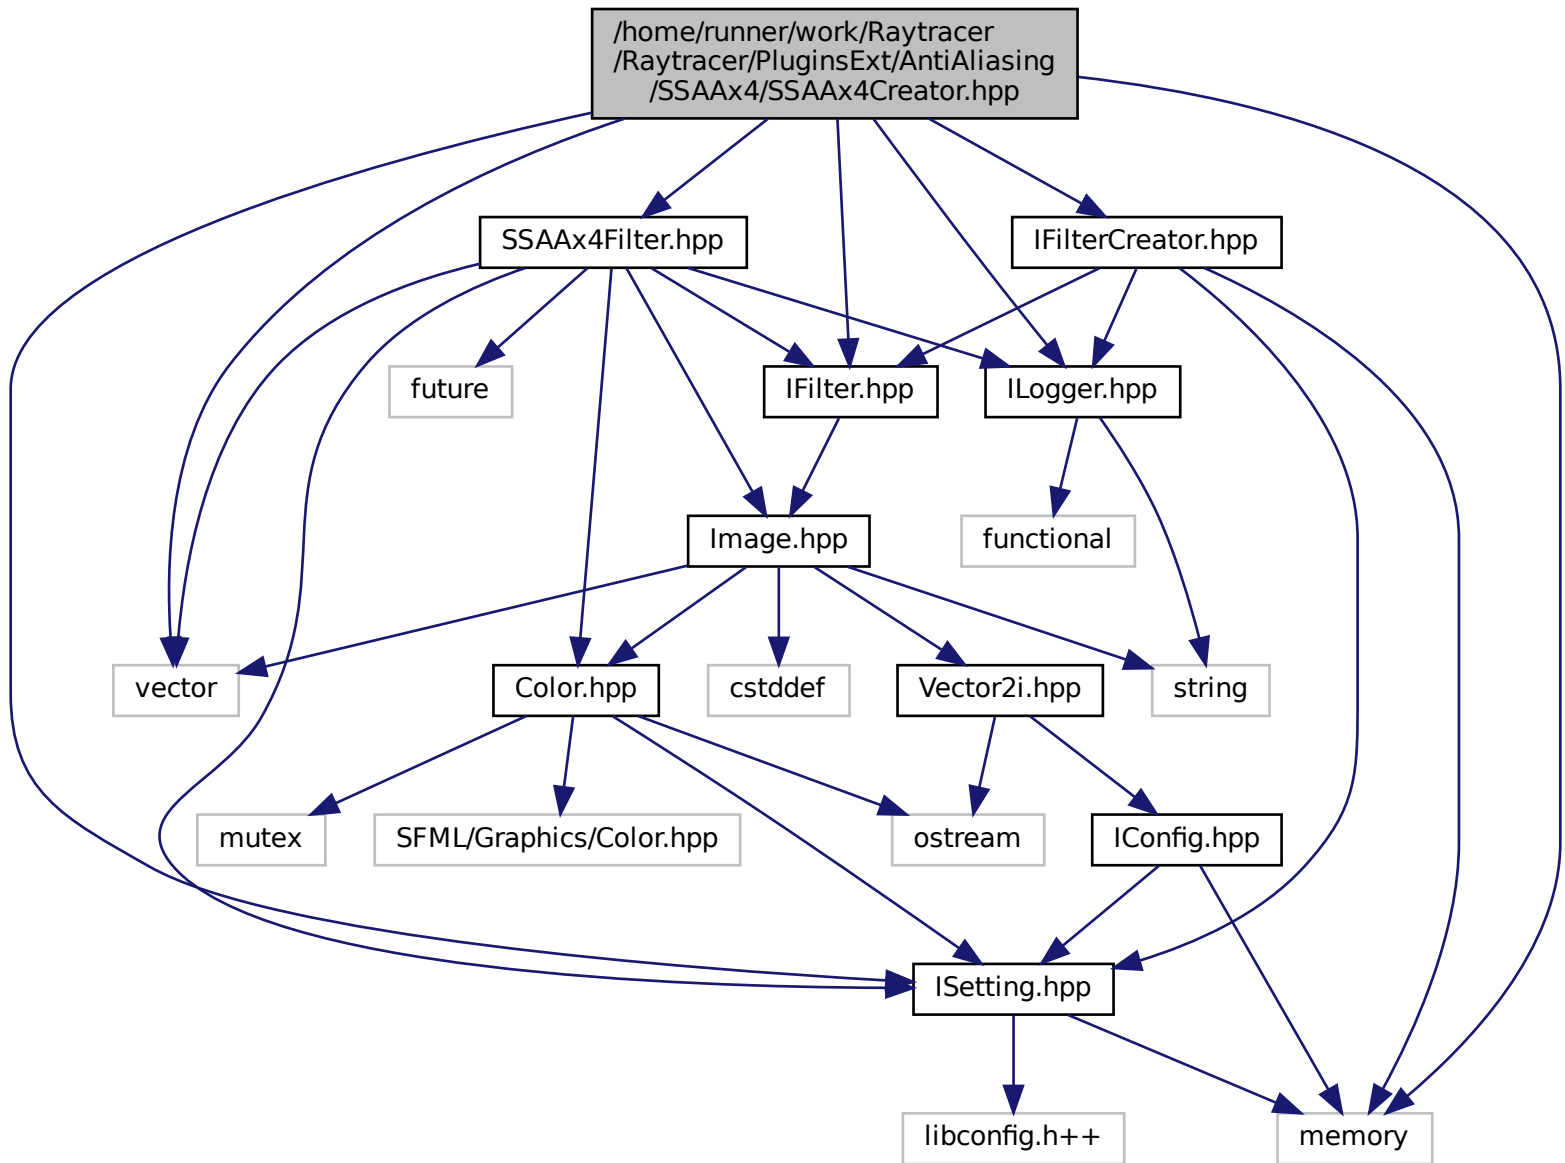 /home/runner/work/Raytracer
/Raytracer/PluginsExt/AntiAliasing
/SSAAx4/SSAAx4Creator.hpp
SSAAx4Filter.hpp
IFilterCreator.hpp
future
IFilter.hpp
ILogger.hpp
Image.hpp
functional
vector
Color.hpp
cstddef
Vector2i.hpp
string
mutex
SFML/Graphics/Color.hpp
ostream
IConfig.hpp
ISetting.hpp
libconfig.h++
memory